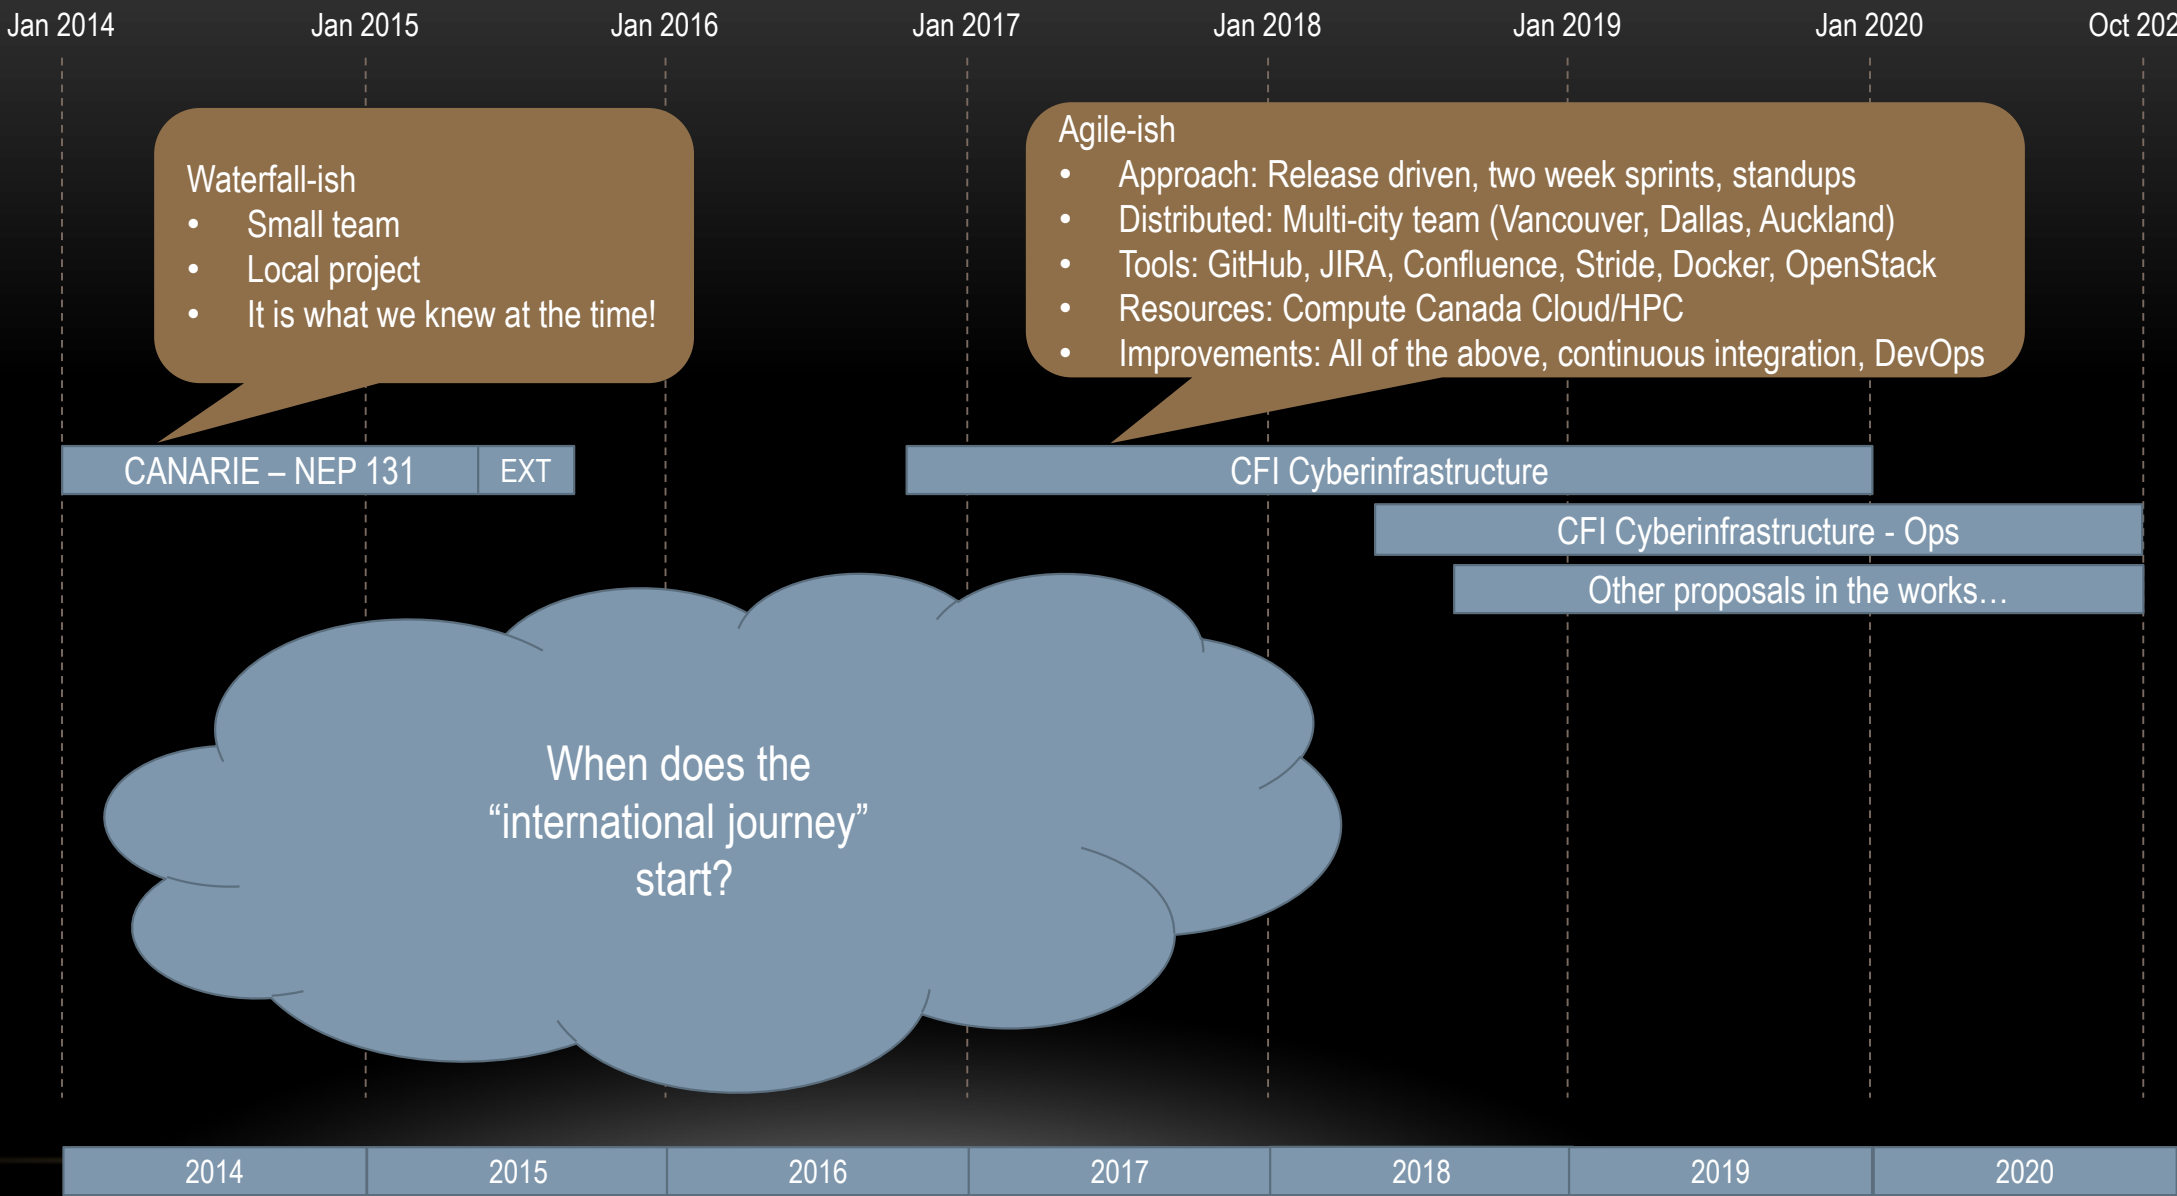 Jan 2014 Jan 2015 Jan 2016 Jan 2017 Jan 2018 Jan 2019 Jan 2020 Oct 202
Waterfall-ish
• Small team
• Local project
• It is what we knew at the time!
Agile-ish
• Approach: Release driven, two week sprints, standups
• Distributed: Multi-city team (Vancouver, Dallas, Auckland)
• Tools: GitHub, JIRA, Confluence, Stride, Docker, OpenStack
• Resources: Compute Canada Cloud/HPC
• Improvements: All of the above, continuous integration, DevOps
CANARIE – NEP 131 EXT CFI Cyberinfrastructure
CFI Cyberinfrastructure - Ops
Other proposals in the works…
When does the
“international journey”
start?
2014 2015 2016 2017 2018 2019 2020